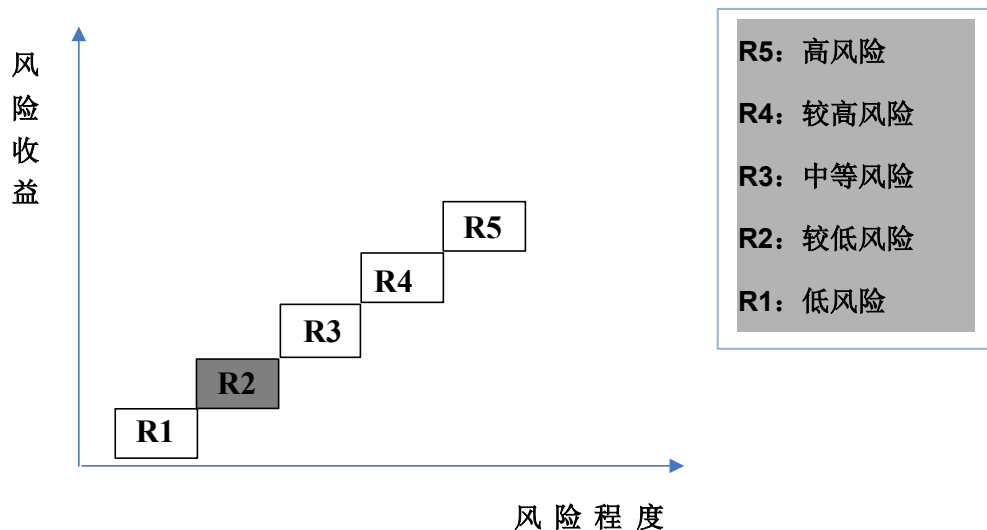 风
险
收
益
R5
R4
R3
R2
R1
风 险 程 度
R5：高风险
R4：较高风险
R3：中等风险
R2：较低风险
R1：低风险